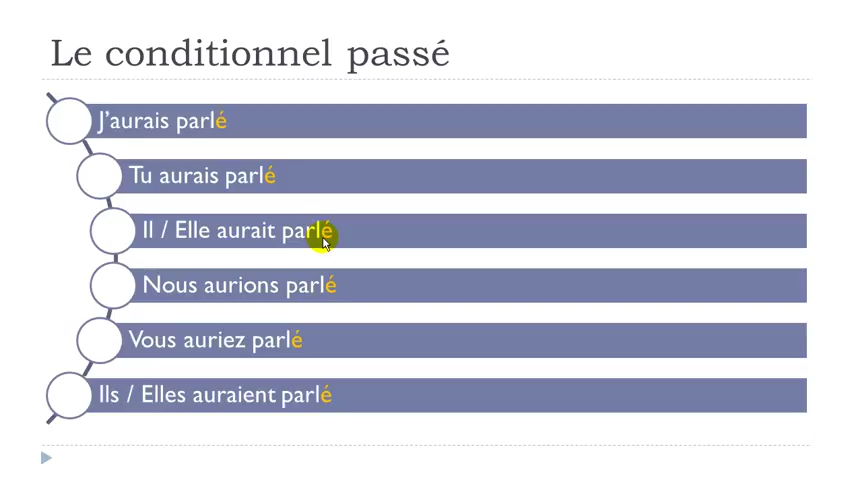 Le conditionnel passé
J’aurais parlé
Tu aurais parlé
Il / Elle aurait parlé
Nous aurions parlé
Vous auriez parlé
Ils / Elles auraient parlé